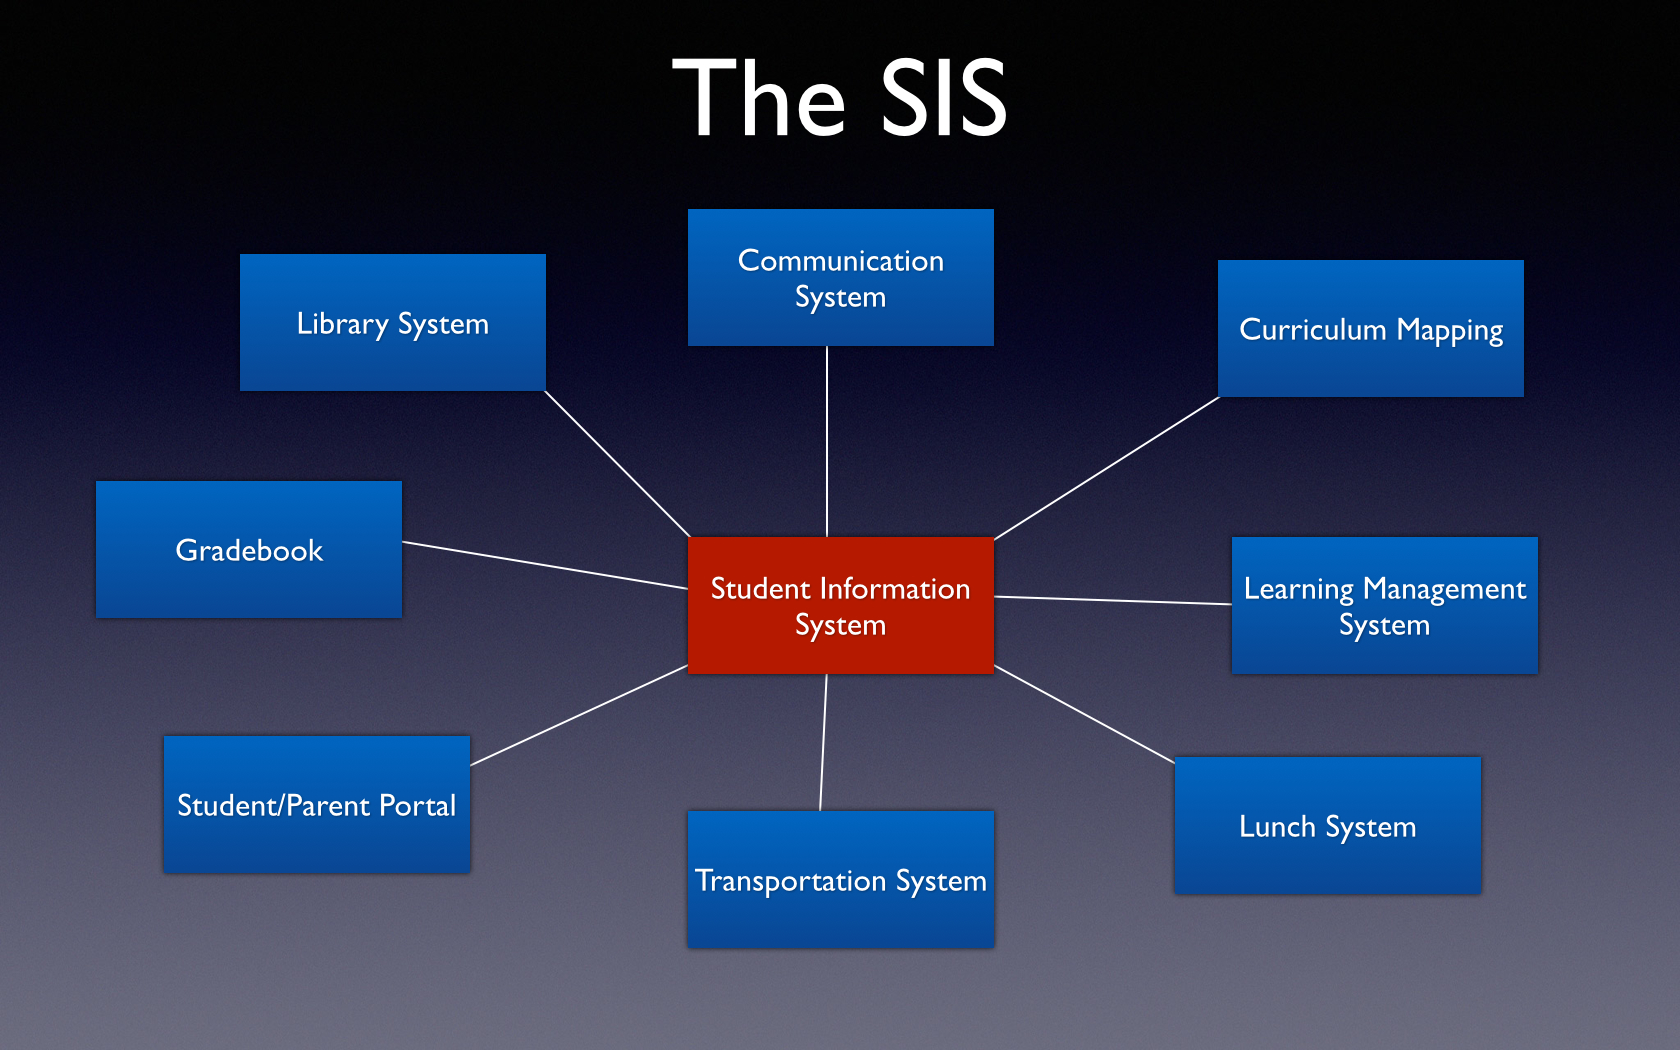 The SIS
Communication
System
Library System
Curriculum Mapping
Gradebook
Student Information
System
Learning Management
System
Student/Parent Portal
Lunch System
Transportation System